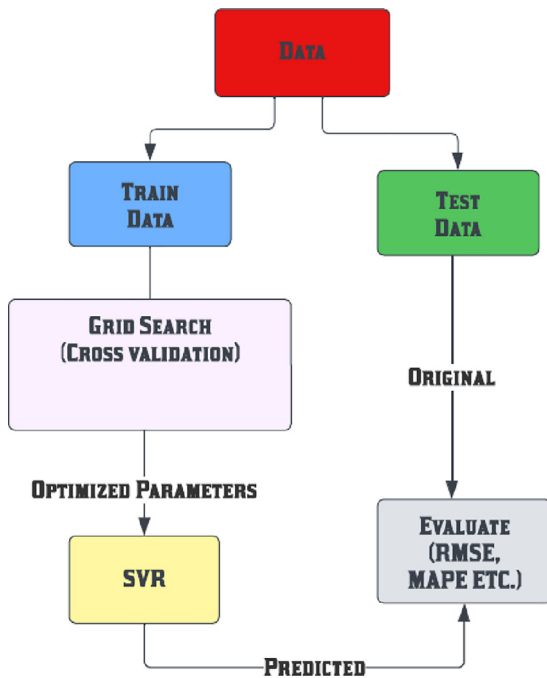 Data
Train
Data
Test
Data
Grid Search
(Cross validation)
Original
Optimized Parameters
SVR
Evaluate
(RMSE,
MAPE etc.)
Predicted